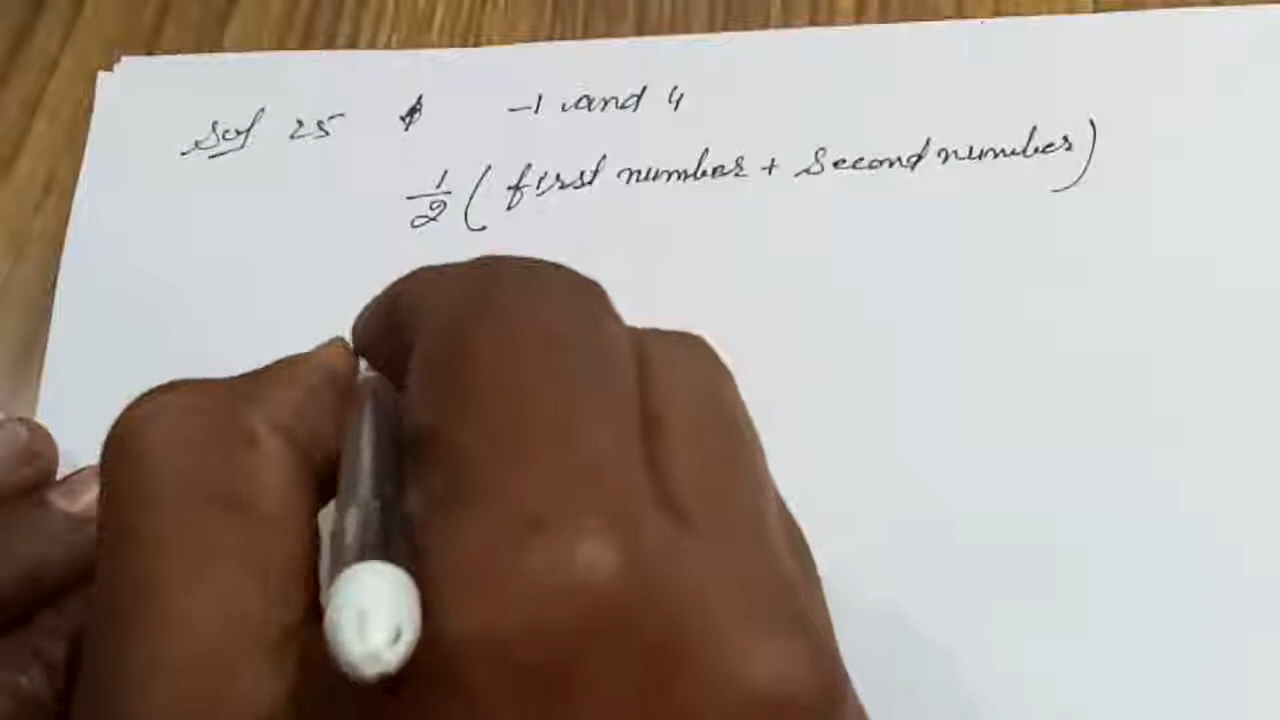 Sol 25 -1 and 4
1/2 (first number + Second number)